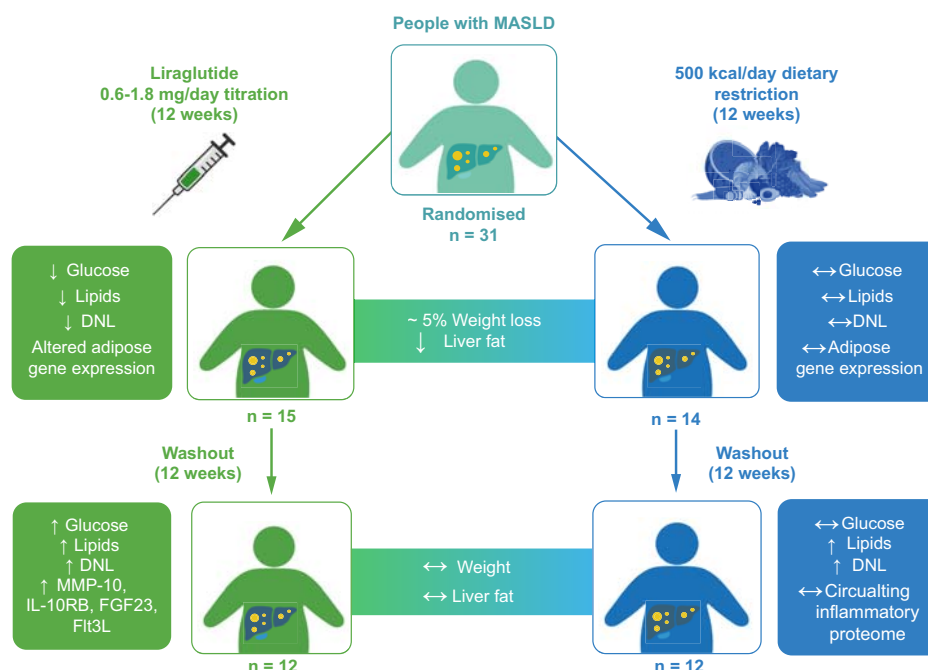 People with MASLD
Liraglutide
0.6-1.8 mg/day titration
(12 weeks)
500 kcal/day dietary
restriction
(12 weeks)
Randomised
n = 31
↓ Glucose
↓ Lipids
↓ DNL
Altered adipose
gene expression
~ 5% Weight loss
↓ Liver fat
↔Glucose
↔Lipids
↔DNL
↔Adipose
gene expression
n = 15
n = 14
Washout
(12 weeks)
Washout
(12 weeks)
↑ Glucose
↑ Lipids
↑ DNL
↑ MMP-10,
IL-10RB, FGF23,
Flt3L
↔ Weight
↔ Liver fat
↔Glucose
↑ Lipids
↑ DNL
↔Circualting
inflammatory
proteome
n = 12
n = 12